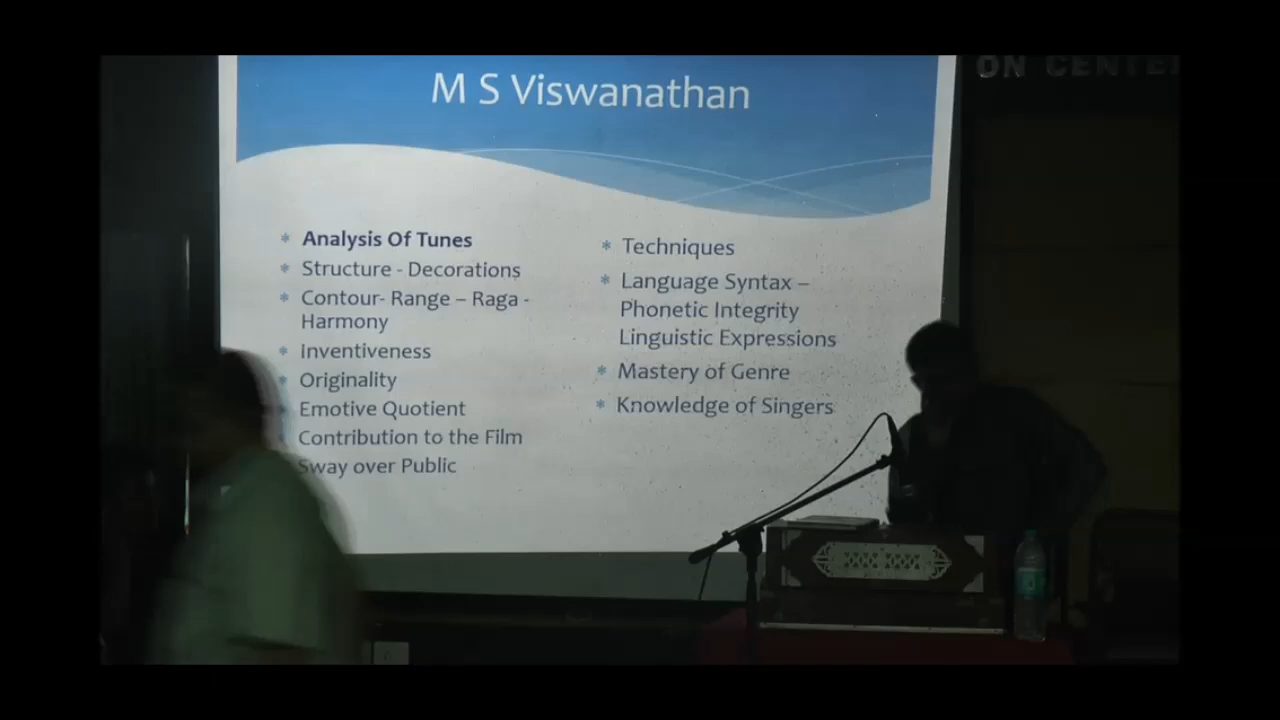 ON CENTE
M S Viswanathan
Analysis Of Tunes
Structure - Decorations
Contour- Range – Raga -
Harmony
Inventiveness
Originality
Emotive Quotient
Contribution to the Film
Sway over Public
Techniques
Language Syntax –
Phonetic Integrity
Linguistic Expressions
Mastery of Genre
Knowledge of Singers